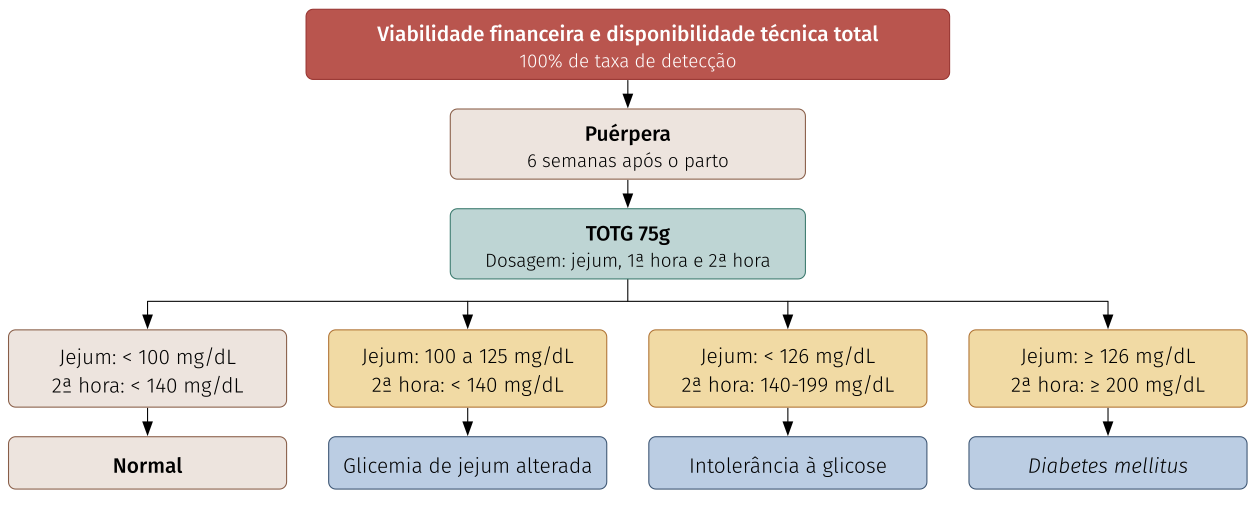 Viabilidade financeira e disponibilidade técnica total
100% de taxa de detecção
Puérpera
6 semanas após o parto
TOTG 75g
Dosagem: jejum, 1ª hora e 2ª hora
Jejum: < 100 mg/dL
2ª hora: < 140 mg/dL
Jejum: 100 a 125 mg/dL
2ª hora: < 140 mg/dL
Jejum: < 126 mg/dL
2ª hora: 140-199 mg/dL
Jejum: ≥ 126 mg/dL
2ª hora: ≥ 200 mg/dL
Normal
Glicemia de jejum alterada
Intolerância à glicose
Diabetes mellitus